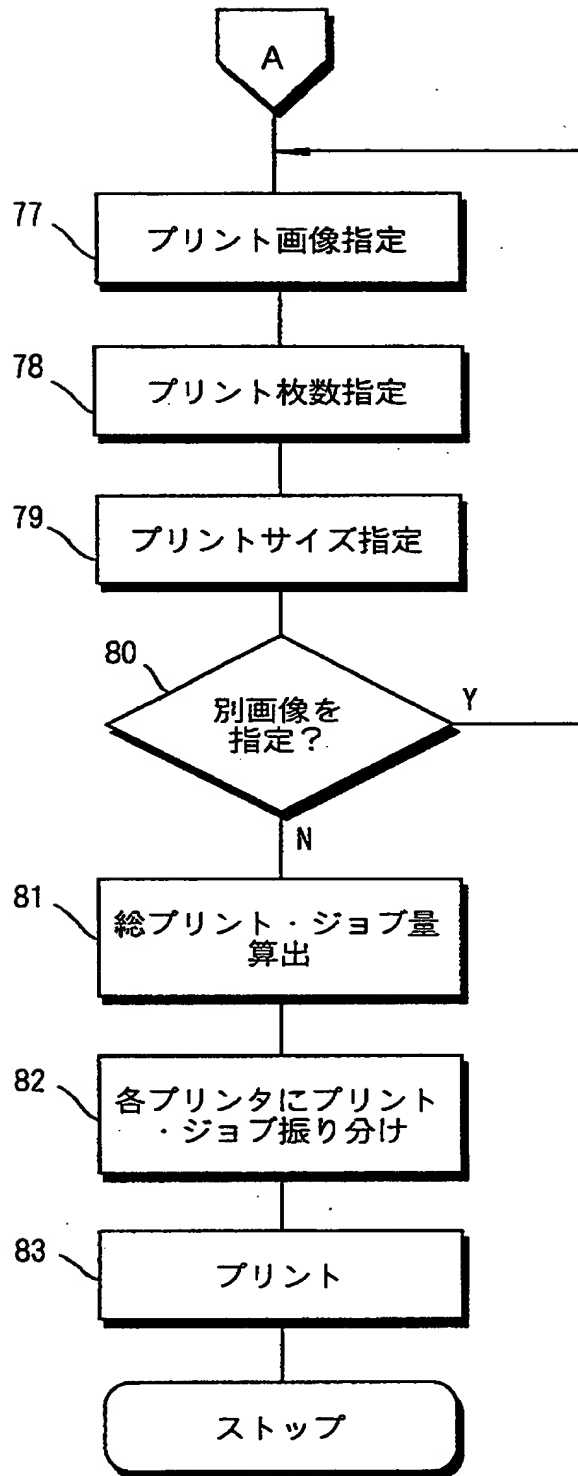 A
77
プリント画像指定
78
プリント枚数指定
79
プリントサイズ指定
80
別画像を
指定?
Y
N
81
総プリント・ジョブ量
算出
82
各プリンタにプリント
・ジョブ振り分け
83
プリント
ストップ